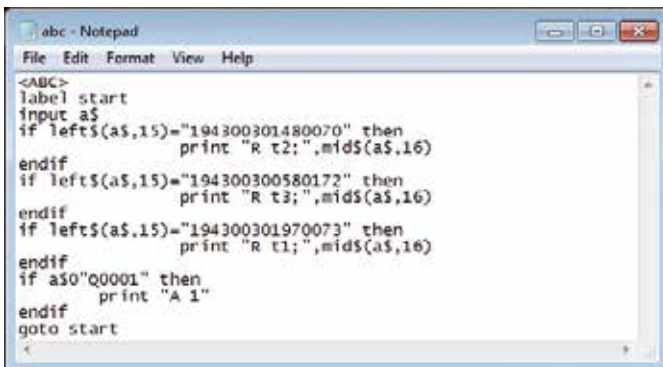 abc - Notepad
File Edit Format View Help
<ABC>
label start
input a$
if left$(a$,15)="194300301480070" then
print "R t2;",mid$(a$,16)
endif
if left$(a$,15)="194300300580172" then
print "R t3;",mid$(a$,16)
endif
if left$(a$,15)="194300301970073" then
print "R t1;",mid$(a$,16)
endif
if a$0"Q0001" then
print "A 1"
endif
goto start